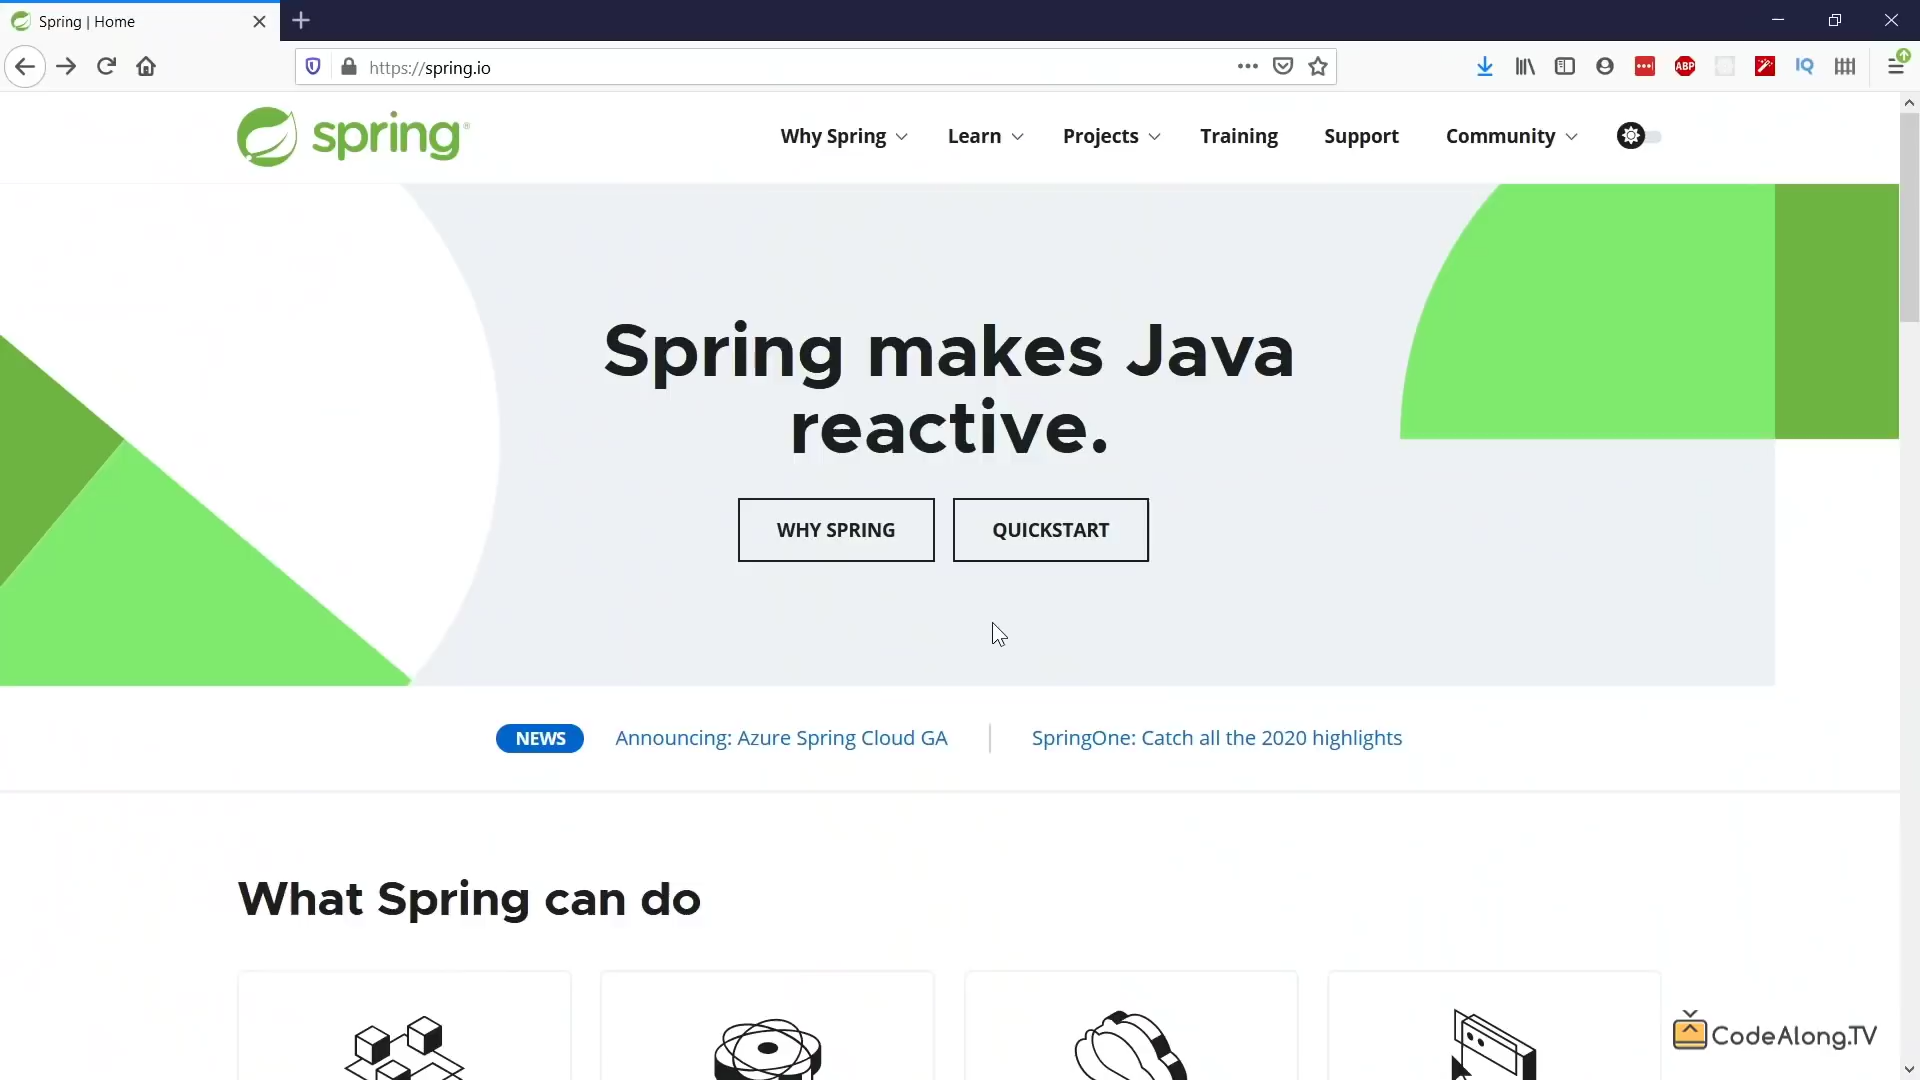 Spring | Home
https://spring.io
ABP
IQ
spring
Why Spring
Learn
Projects
Training
Support
Community
Spring makes Java
reactive.
WHY SPRING
QUICKSTART
NEWS
Announcing: Azure Spring Cloud GA
SpringOne: Catch all the 2020 highlights
What Spring can do
CodeAlong.TV